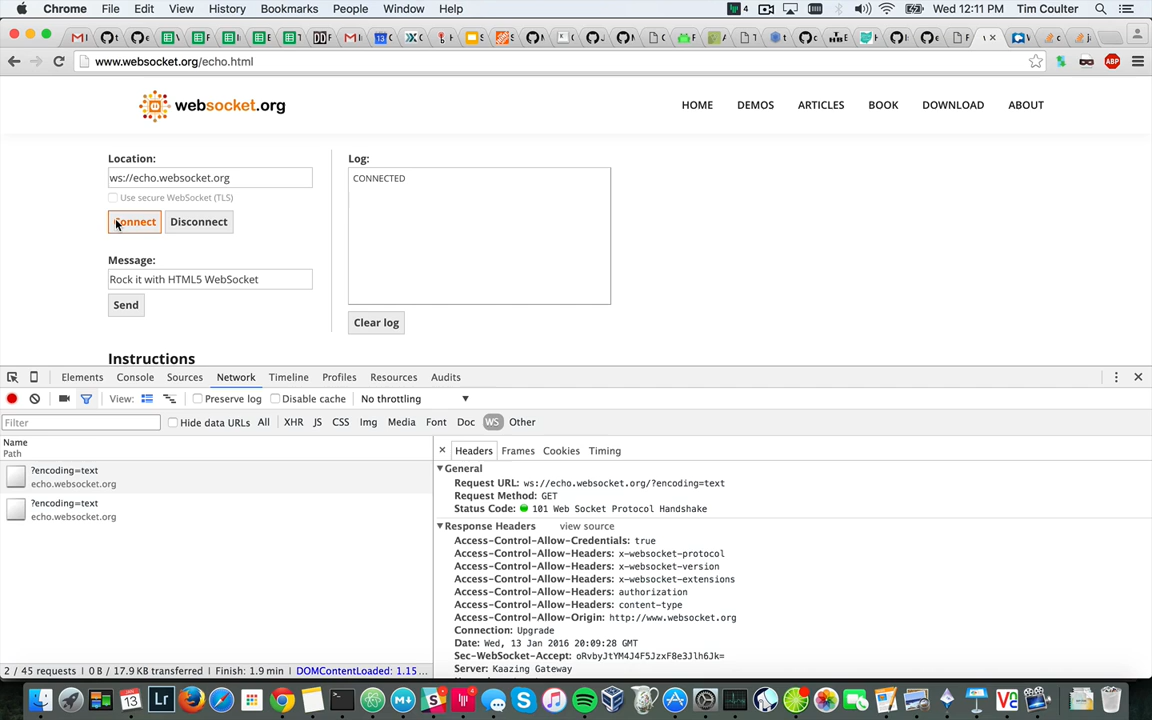 Chrome File Edit View History Bookmarks People Window Help
4
Wed 12:11 PM Tim Coulter
www.websocket.org/echo.html
ABP
websocket.org
HOME DEMOS ARTICLES BOOK DOWNLOAD ABOUT
Location:
ws://echo.websocket.org
Use secure WebSocket (TLS)
Connect Disconnect
Message:
Rock it with HTML5 WebSocket
Send
Log:
CONNECTED
Clear log
Instructions
Elements Console Sources Network Timeline Profiles Resources Audits
View: Preserve log Disable cache No throttling
Filter Hide data URLs All XHR JS CSS Img Media Font Doc WS Other
Name
Path
?encoding=text
echo.websocket.org
?encoding=text
echo.websocket.org
2 / 45 requests | 0 B / 17.9 KB transferred | Finish: 1.9 min | DOMContentLoaded: 1.15 ...
Headers Frames Cookies Timing
General
Request URL: ws://echo.websocket.org/?encoding=text
Request Method: GET
Status Code: 101 Web Socket Protocol Handshake
Response Headers view source
Access-Control-Allow-Credentials: true
Access-Control-Allow-Headers: x-websocket-protocol
Access-Control-Allow-Headers: x-websocket-version
Access-Control-Allow-Headers: x-websocket-extensions
Access-Control-Allow-Headers: authorization
Access-Control-Allow-Headers: content-type
Access-Control-Allow-Origin: http://www.websocket.org
Connection: Upgrade
Date: Wed, 13 Jan 2016 20:09:28 GMT
Sec-WebSocket-Accept: oRvbyJtYM4J4F5JzxF8e3Jlh6Jk=
Server: Kaazing Gateway